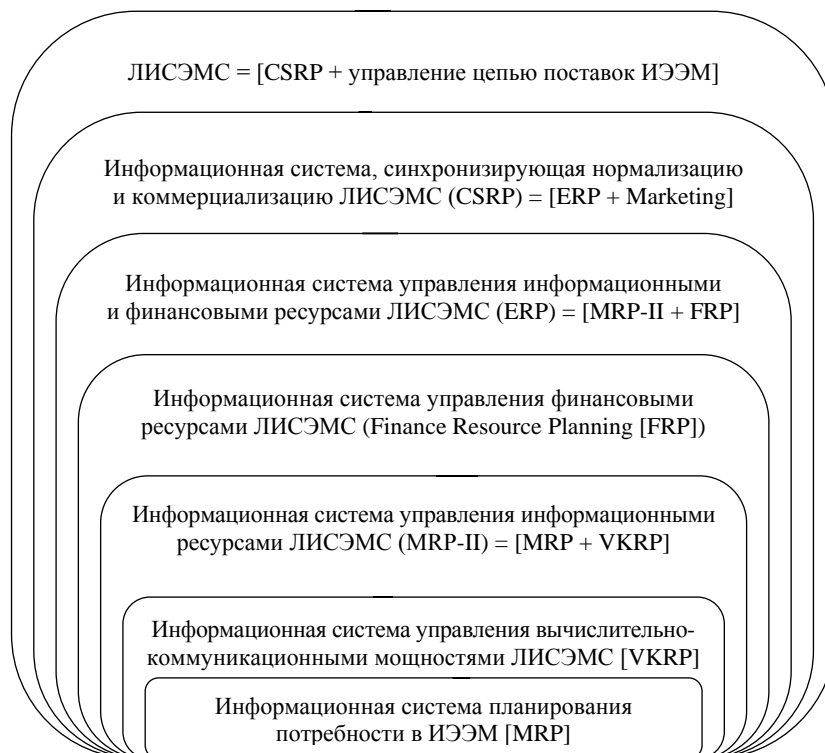 ЛИСЭМС = [CSRP + управление цепью поставок ИЭЭМ]
Информационная система, синхронизирующая нормализацию
и коммерциализацию ЛИСЭМС (CSRP) = [ERP + Marketing]
Информационная система управления информационными
и финансовыми ресурсами ЛИСЭМС (ERP) = [MRP-II + FRP]
Информационная система управления финансовыми
ресурсами ЛИСЭМС (Finance Resource Planning [FRP])
Информационная система управления информационными
ресурсами ЛИСЭМС (MRP-II) = [MRP + VKRP]
Информационная система управления вычислительно-
коммуникационными мощностями ЛИСЭМС [VKRP]
Информационная система планирования
потребности в ИЭЭМ [MRP]